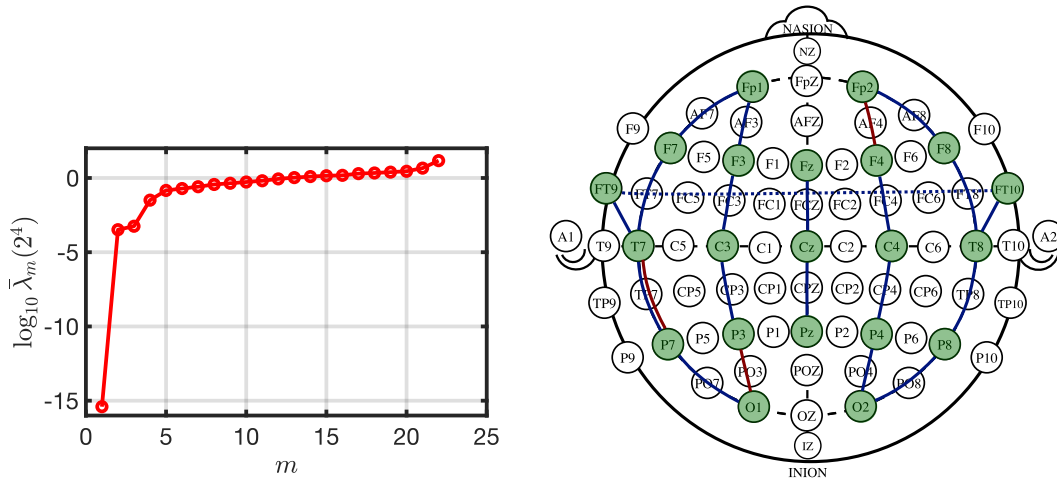 log₁₀ λ̄ₘ(2⁴)
0
-5
-10
-15
0 5 10 15 20 25
m
NASION
NZ
Fp1 FpZ Fp2
AF7 AF3 AFZ AF4 AF8
F9 F7 F5 F3 F1 Fz F2 F4 F6 F8 F10
FT9 FT7 FC5 FC3 FC1 FCZ FC2 FC4 FC6 FT8 FT10
A1 T9 T7 C5 C3 C1 Cz C2 C4 C6 T8 T10 A2
TP9 TP7 CP5 CP3 CP1 CPZ CP2 CP4 CP6 TP8 TP10
P9 P7 P5 P3 P1 Pz P2 P4 P6 P8 P10
PO7 PO3 POZ PO4 PO8
O1 OZ O2
IZ
INION